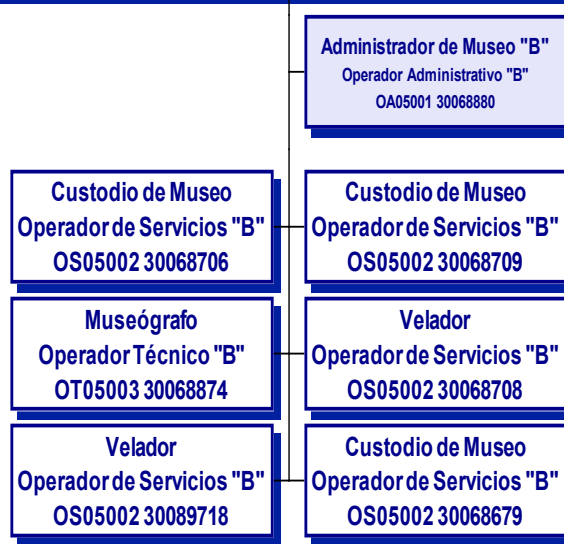 Administrador de Museo "B"
Operador Administrativo "B"
OA05001 30068880
Custodio de Museo
Operador de Servicios "B"
OS05002 30068706
Custodio de Museo
Operador de Servicios "B"
OS05002 30068709
Museógrafo
Operador Técnico "B"
OT05003 30068874
Velador
Operador de Servicios "B"
OS05002 30068708
Velador
Operador de Servicios "B"
OS05002 30089718
Custodio de Museo
Operador de Servicios "B"
OS05002 30068679